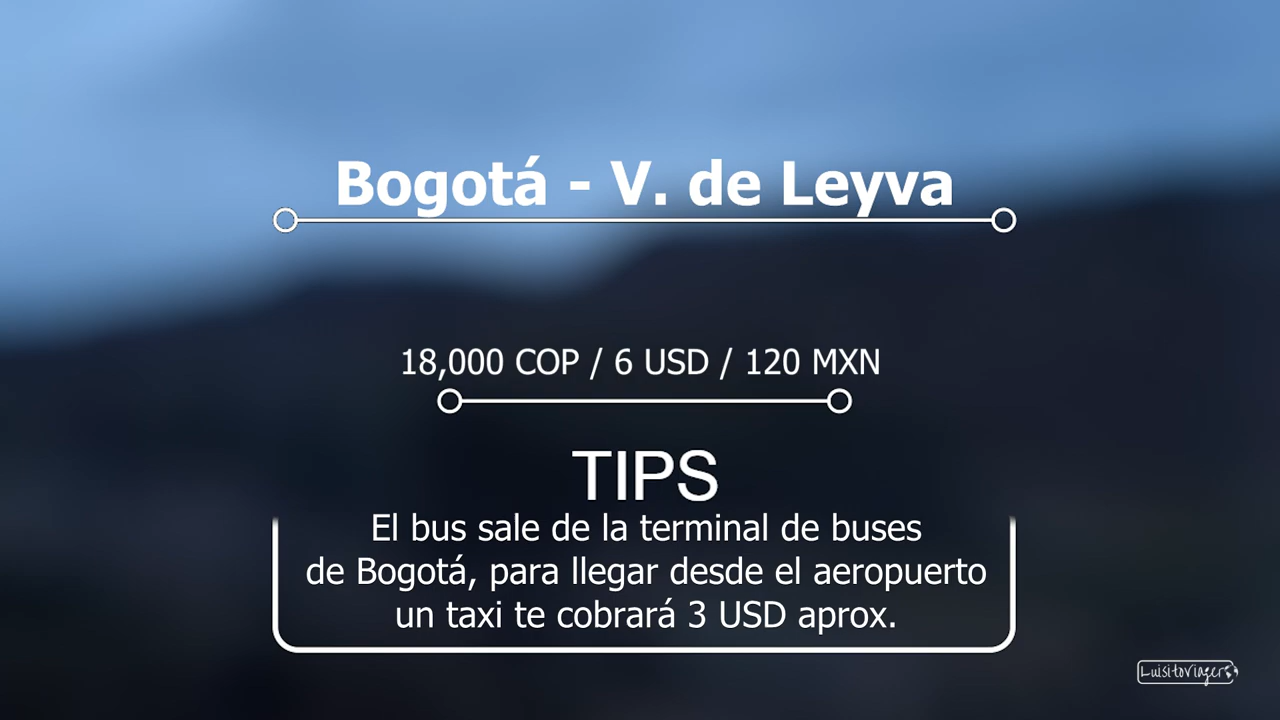 Bogotá - V. de Leyva
18,000 COP / 6 USD / 120 MXN
TIPS
El bus sale de la terminal de buses
de Bogotá, para llegar desde el aeropuerto
un taxi te cobrará 3 USD aprox.
Luisitoviajero